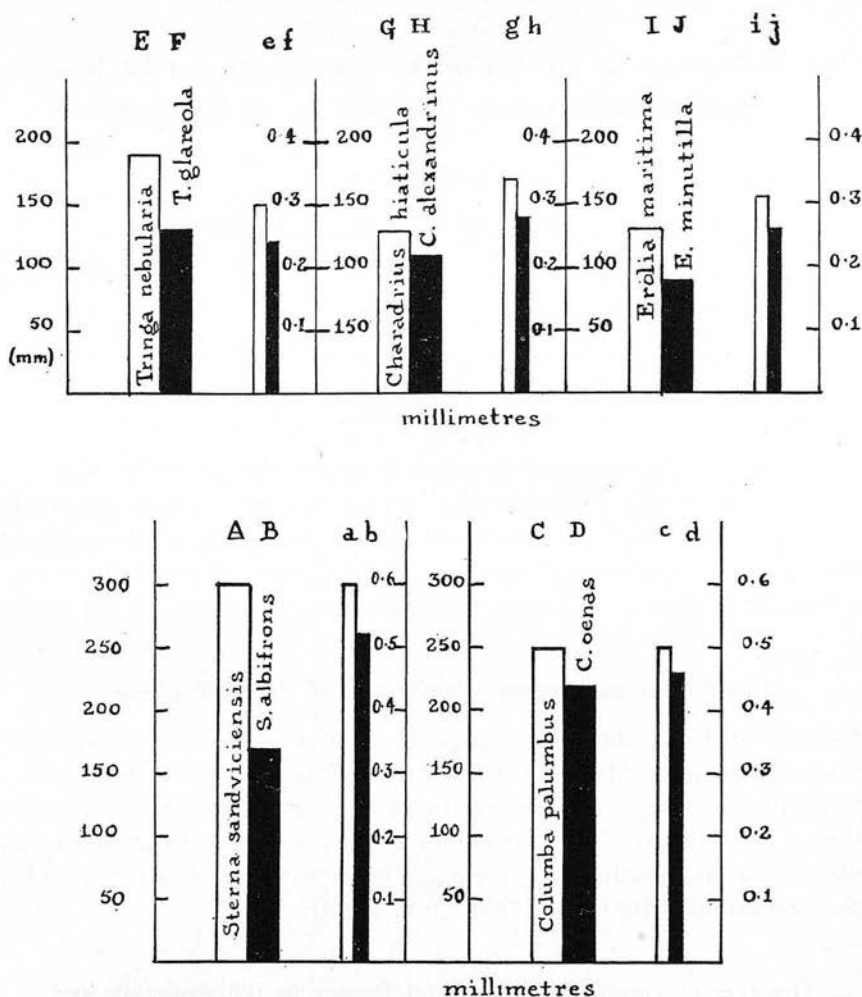 E F e f G H g h I J i j
200 0.4 200 0.4 200 0.4
150 0.3 150 0.3 150 0.3
100 0.2 100 0.2 100 0.2
50 0.1 150 0.1 50 0.1
(mm)
Tringa nebularia
T. glareola
Charadrius hiaticula
C. alexandrinus
Erolia maritima
E. minutilla
millimetres
A B a b C D c d
300 0.6 300 0.6
250 0.5 250 0.5
200 0.4 200 0.4
150 0.3 150 0.3
100 0.2 100 0.2
50 0.1 50 0.1
Sterna sandviciensis
S. albifrons
Columba palumbus
C. oenas
millimetres